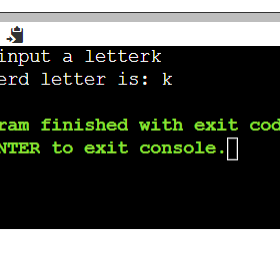 input a letterk
erd letter is: k
ram finished with exit cod
NTER to exit console.